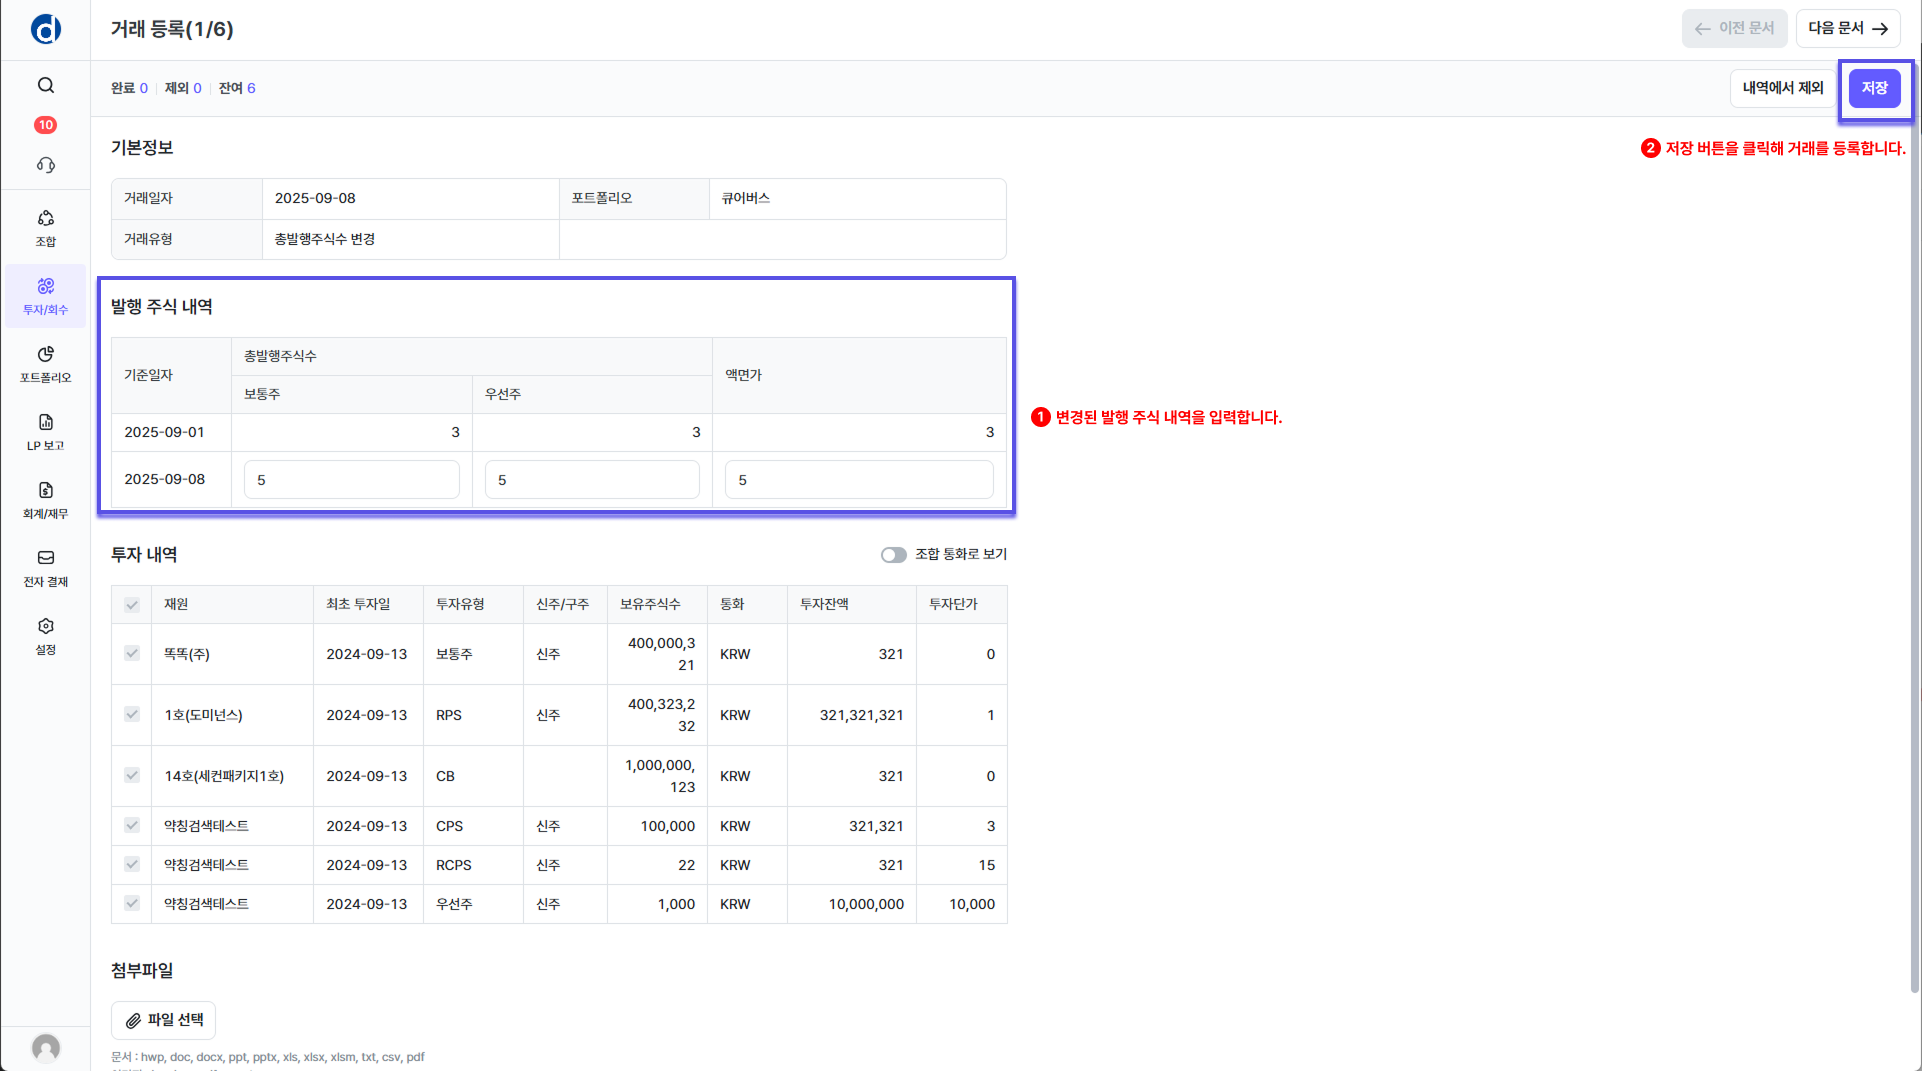 거래 등록(1/6)
이전 문서
다음 문서
완료 0 제외 0 잔여 6
내역에서 제외
저장
10
조합
투자/회수
포트폴리오
LP 보고
회계/재무
전자 결재
설정
2 저장 버튼을 클릭해 거래를 등록합니다.
기본정보
거래일자 2025-09-08 포트폴리오 큐어버스
거래유형 총발행주식수 변경
발행 주식 내역
기준일자 총발행주식수 액면가
보통주 우선주
2025-09-01 3 3 3
2025-09-08 5 5 5
1 변경된 발행 주식 내역을 입력합니다.
투자 내역 조합 통화로 보기
재원 최초 투자일 투자유형 신주/구주 보유주식수 통화 투자잔액 투자단가
똑똑(주) 2024-09-13 보통주 신주 400,000,321 KRW 321 0
1호(도미넌스) 2024-09-13 RPS 신주 400,323,232 KRW 321,321,321 1
14호(세컨패키지1호) 2024-09-13 CB 1,000,000,123 KRW 321 0
약칭검색테스트 2024-09-13 CPS 신주 100,000 KRW 321,321 3
약칭검색테스트 2024-09-13 RCPS 신주 22 KRW 321 15
약칭검색테스트 2024-09-13 우선주 신주 1,000 KRW 10,000,000 10,000
첨부파일
파일 선택
문서 : hwp, doc, docx, ppt, pptx, xls, xlsx, xlsm, txt, csv, pdf